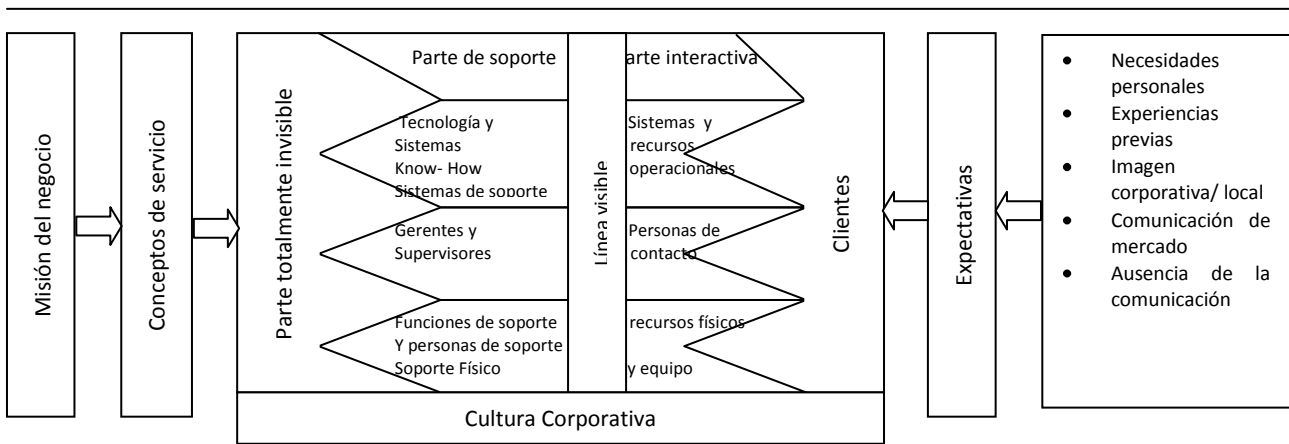 Misión del negocio
Conceptos de servicio
Parte totalmente invisible
Parte de soporte
Tecnología y
Sistemas
Know- How
Sistemas de soporte
Gerentes y
Supervisores
Funciones de soporte
Y personas de soporte
Soporte Físico
Línea visible
arte interactiva
Sistemas y
recursos
operacionales
Personas de
contacto
recursos físicos
y equipo
Clientes
Cultura Corporativa
Expectativas
• Necesidades
personales
• Experiencias
previas
• Imagen
corporativa/ local
• Comunicación de
mercado
• Ausencia de la
comunicación